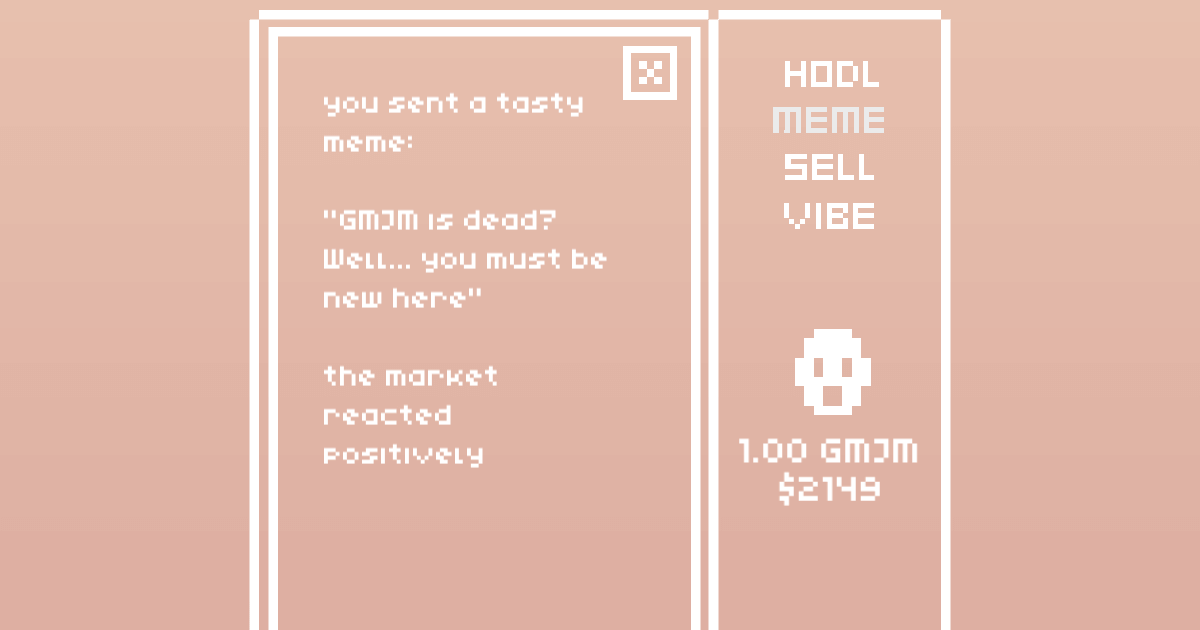 you sent a tasty
meme:
"GMJM is dead?
Well... you must be
new here"
the market
reacted
positively
HODL
MEME
SELL
VIBE
1.00 GMJM
$2149